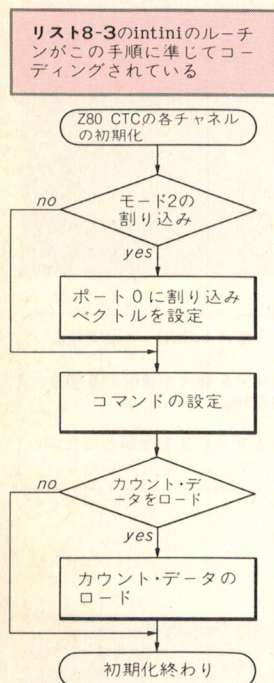 リスト8-3のintiniのルーチ
ンがこの手順に準じてコー
ディングされている
Z80 CTCの各チャネル
の初期化
no
モード2の
割り込み
yes
ポート0に割り込み
ベクトルを設定
コマンドの設定
no
カウント・デ
ータをロード
yes
カウント・データの
ロード
初期化終わり